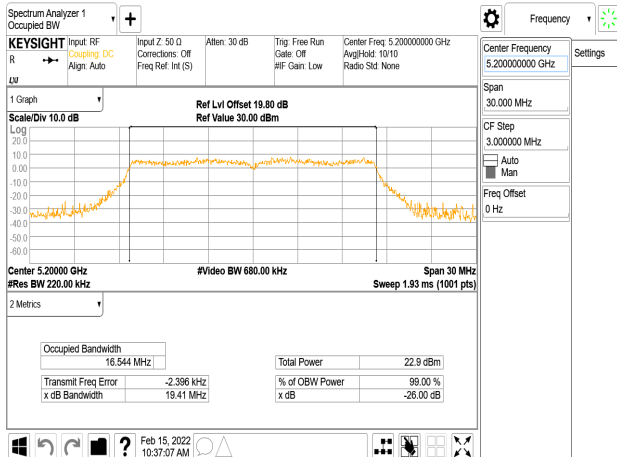 Spectrum Analyzer 1
Occupied BW
Frequency
KEYSIGHT
R
Input: RF
Coupling: DC
Align: Auto
Input Z: 50 Ω
Corrections: Off
Freq Ref: Int (S)
Atten: 30 dB
Trig: Free Run
Gate: Off
#IF Gain: Low
Center Freq: 5.200000000 GHz
Avg|Hold: 10/10
Radio Std: None
LXI
Center Frequency
5.200000000 GHz
Settings
Span
30.000 MHz
CF Step
3.000000 MHz
Auto
Man
Freq Offset
0 Hz
1 Graph
Scale/Div 10.0 dB
Ref Lvl Offset 19.80 dB
Ref Value 30.00 dBm
Log
20.0
10.0
0.00
-10.0
-20.0
-30.0
-40.0
-50.0
-60.0
Center 5.20000 GHz
#Video BW 680.00 kHz
Span 30 MHz
#Res BW 220.00 kHz
Sweep 1.93 ms (1001 pts)
2 Metrics
Occupied Bandwidth
16.544 MHz
Total Power 22.9 dBm
Transmit Freq Error -2.396 kHz
% of OBW Power 99.00 %
x dB Bandwidth 19.41 MHz
x dB -26.00 dB
?
Feb 15, 2022
10:37:07 AM